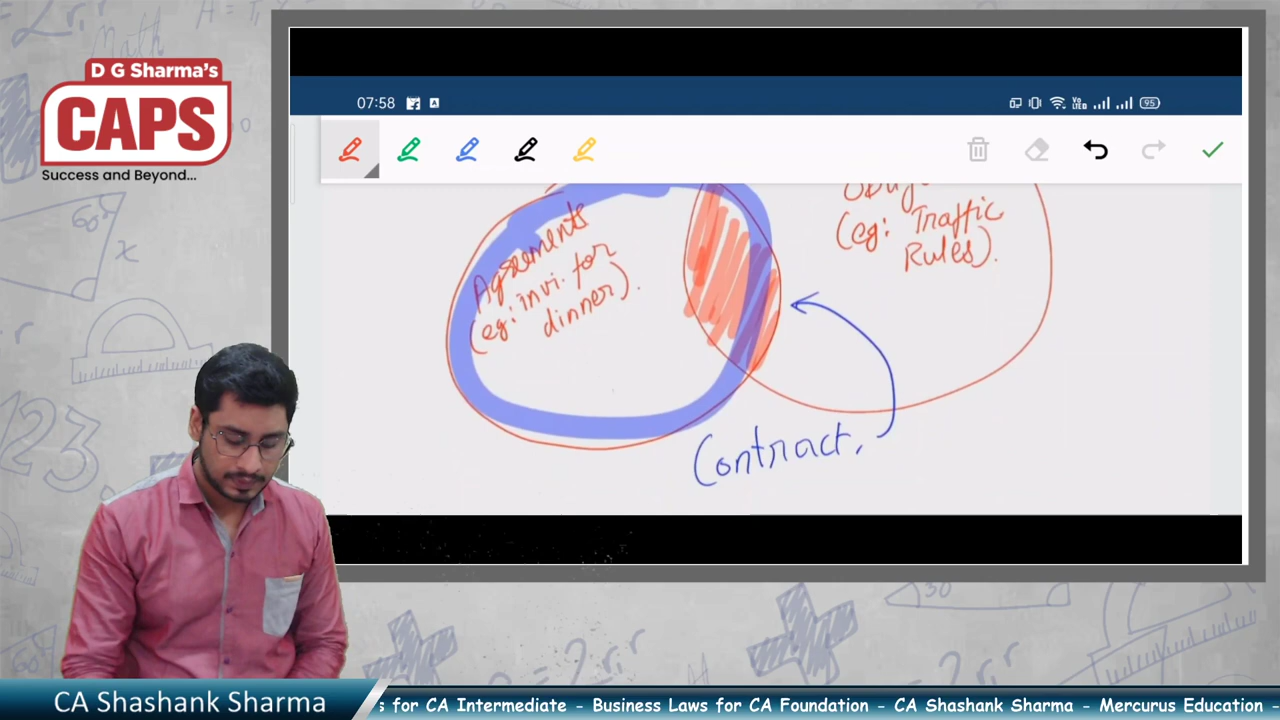 D G Sharma's
CAPS
Success and Beyond...
07:58
95
Agreements
(eg: invi. for
dinner).
(eg: Traffic
Rules).
Contract.
CA Shashank Sharma
s for CA Intermediate - Business Laws for CA Foundation - CA Shashank Sharma - Mercurus Education -